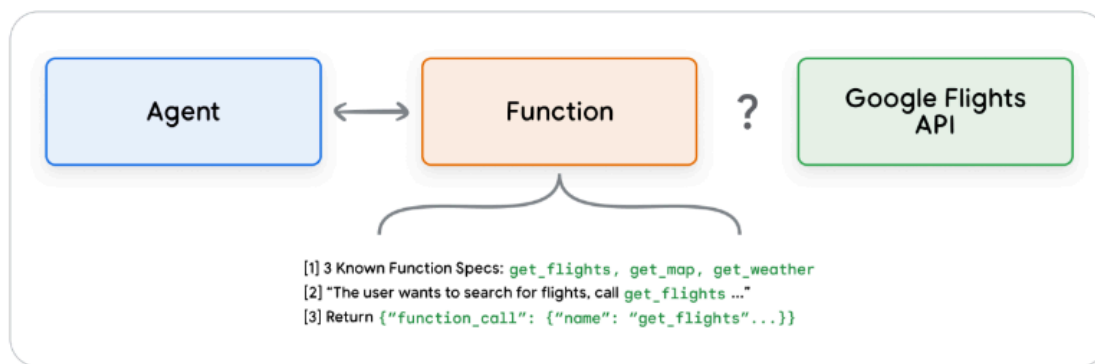 Agent
Function
?
Google Flights
API
[1] 3 Known Function Specs: get_flights, get_map, get_weather
[2] “The user wants to search for flights, call get_flights …”
[3] Return {“function_call”: {“name”: “get_flights”...}}